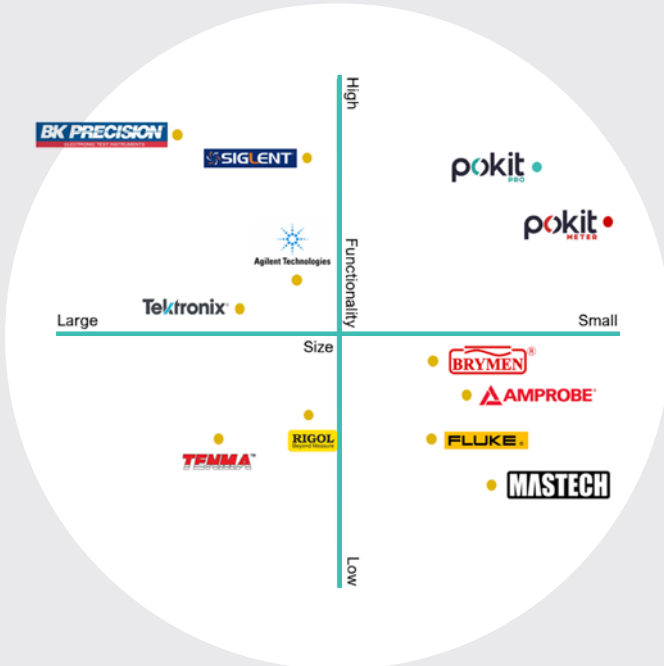 High
BK PRECISION
ELECTRONIC TEST INSTRUMENTS
SIGLENT
pokit
PRO
pokit
METER
Agilent Technologies
Functionality
Tektronix®
Large
Small
Size
BRYMEN®
AMPROBE®
RIGOL
Beyond Measure
FLUKE®
TENMA™
MASTECH
Low